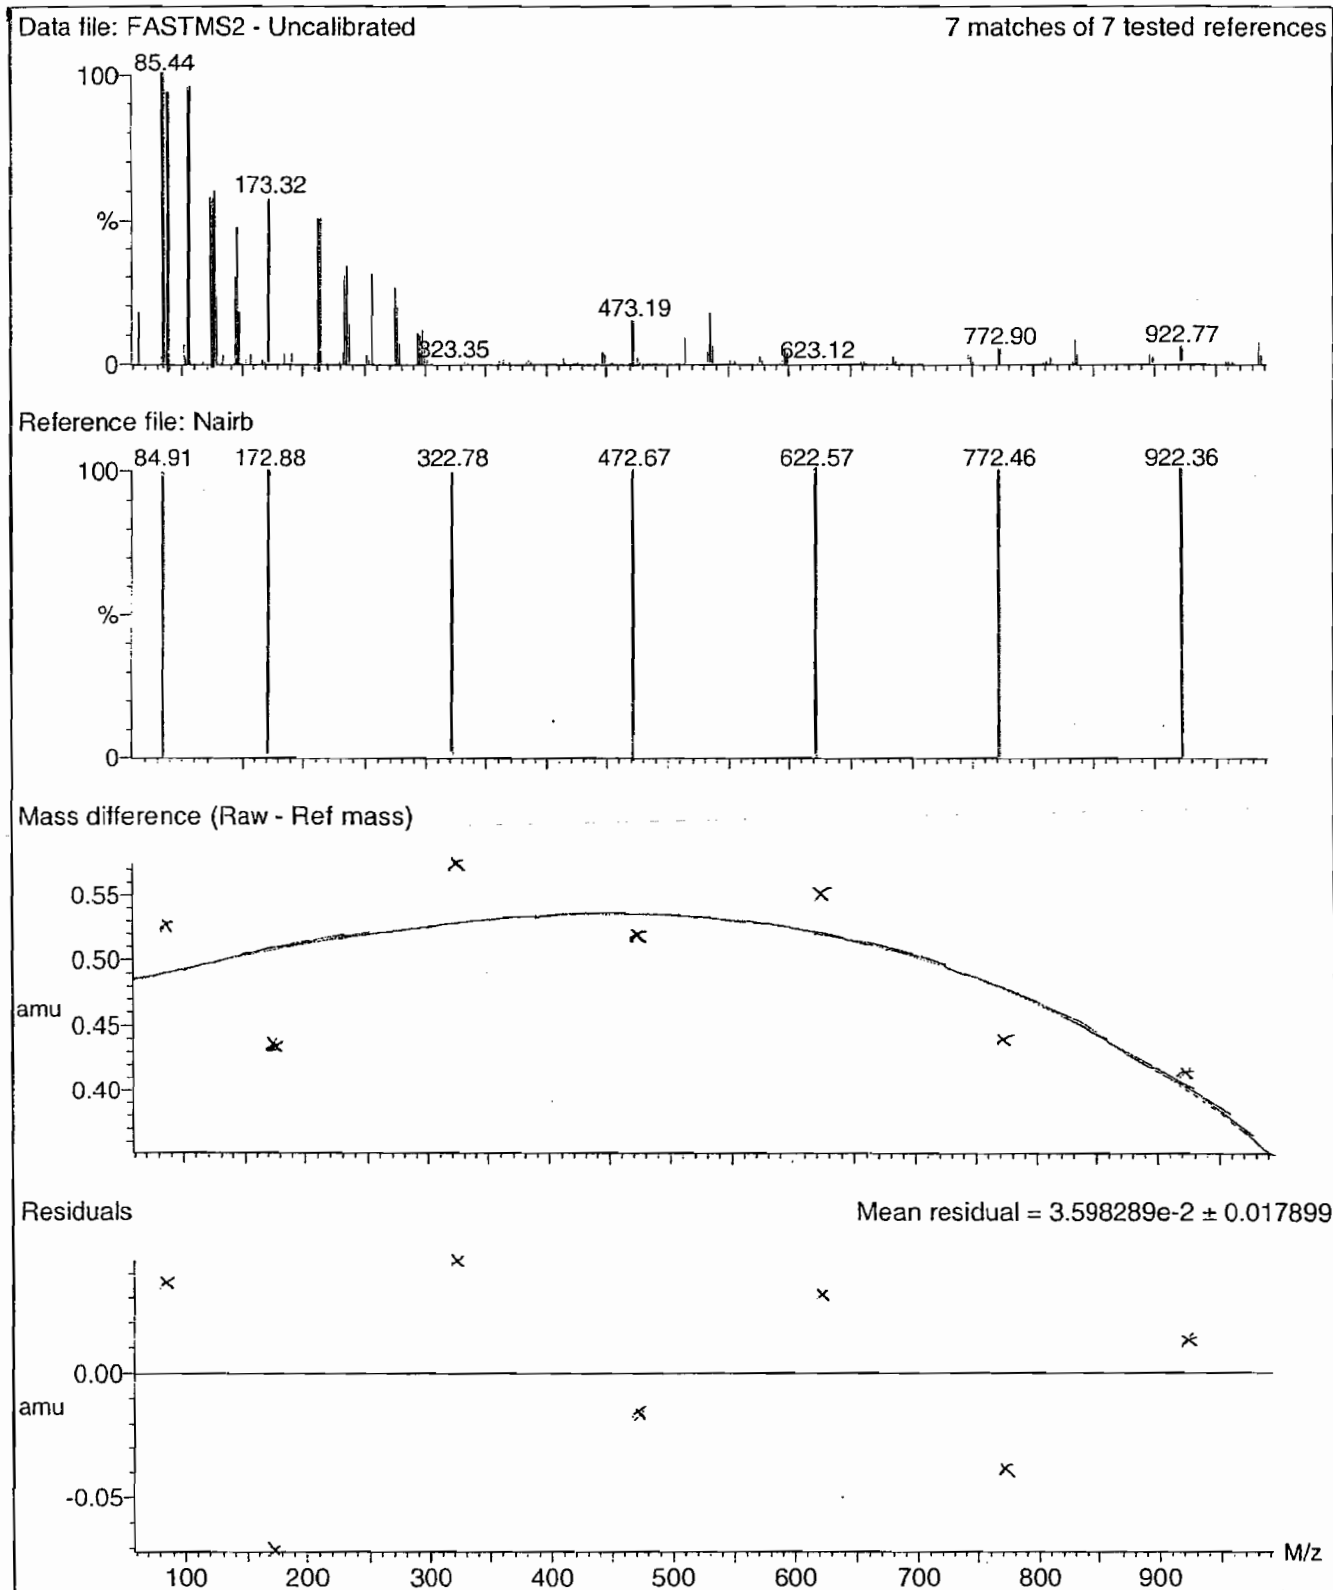 Data file: FASTMS2 - Uncalibrated 7 matches of 7 tested references
85.44
100
173.32
%
473.19
323.35 623.12 772.90 922.77
0
Reference file: Nairb
84.91 172.88 322.78 472.67 622.57 772.46 922.36
100
%
0
Mass difference (Raw - Ref mass)
0.55
0.50
amu
0.45
0.40
Residuals Mean residual = 3.598289e-2 ± 0.017899
0.00
amu
-0.05
M/z
100 200 300 400 500 600 700 800 900